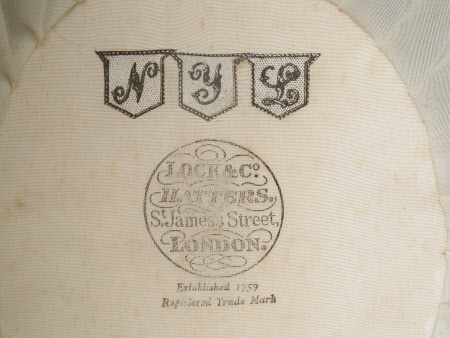 N Y L
LOCK & Co
HATTERS.
St James's Street,
LONDON.
Established 1759
Registered Trade Mark